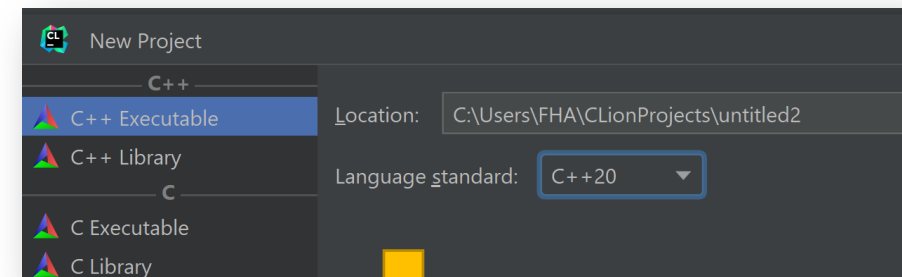 CL
New Project
C++
C++ Executable
C++ Library
C
C Executable
C Library
Location: C:\Users\FHA\CLionProjects\untitled2
Language standard: C++20